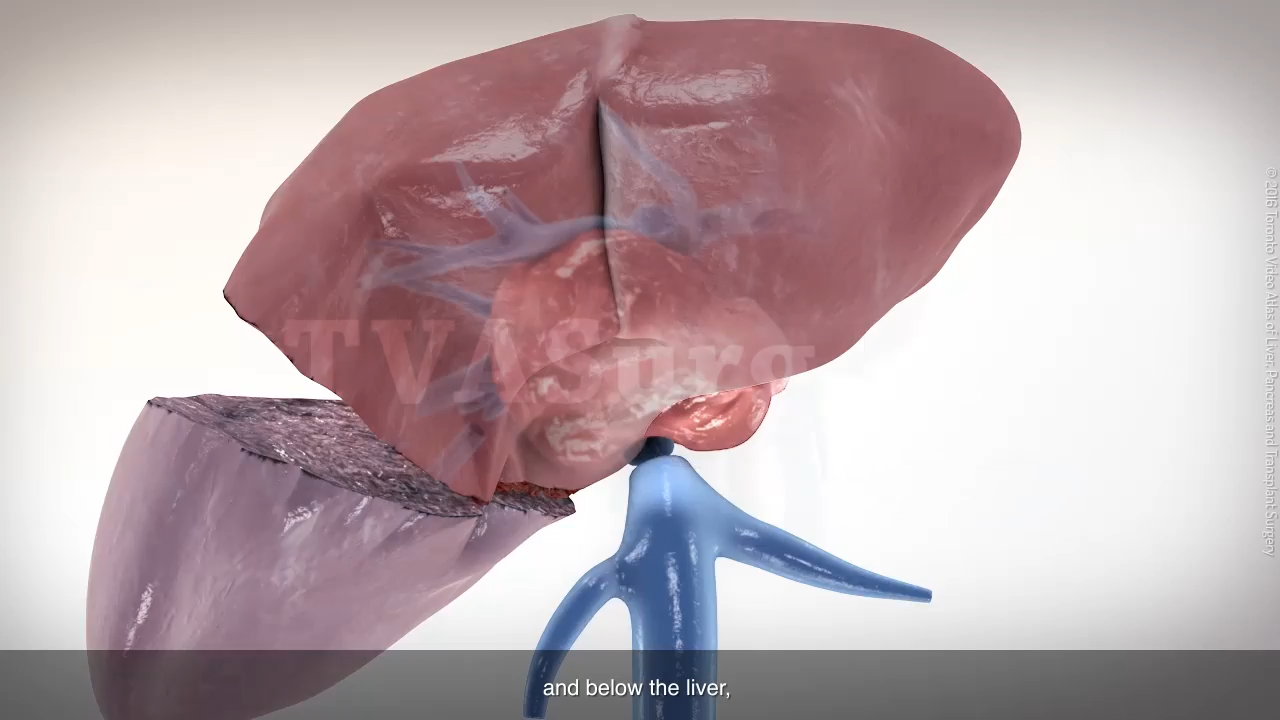 TVASurg
© 2016 Toronto Video Atlas of Liver, Pancreas and Transplant Surgery
and below the liver,